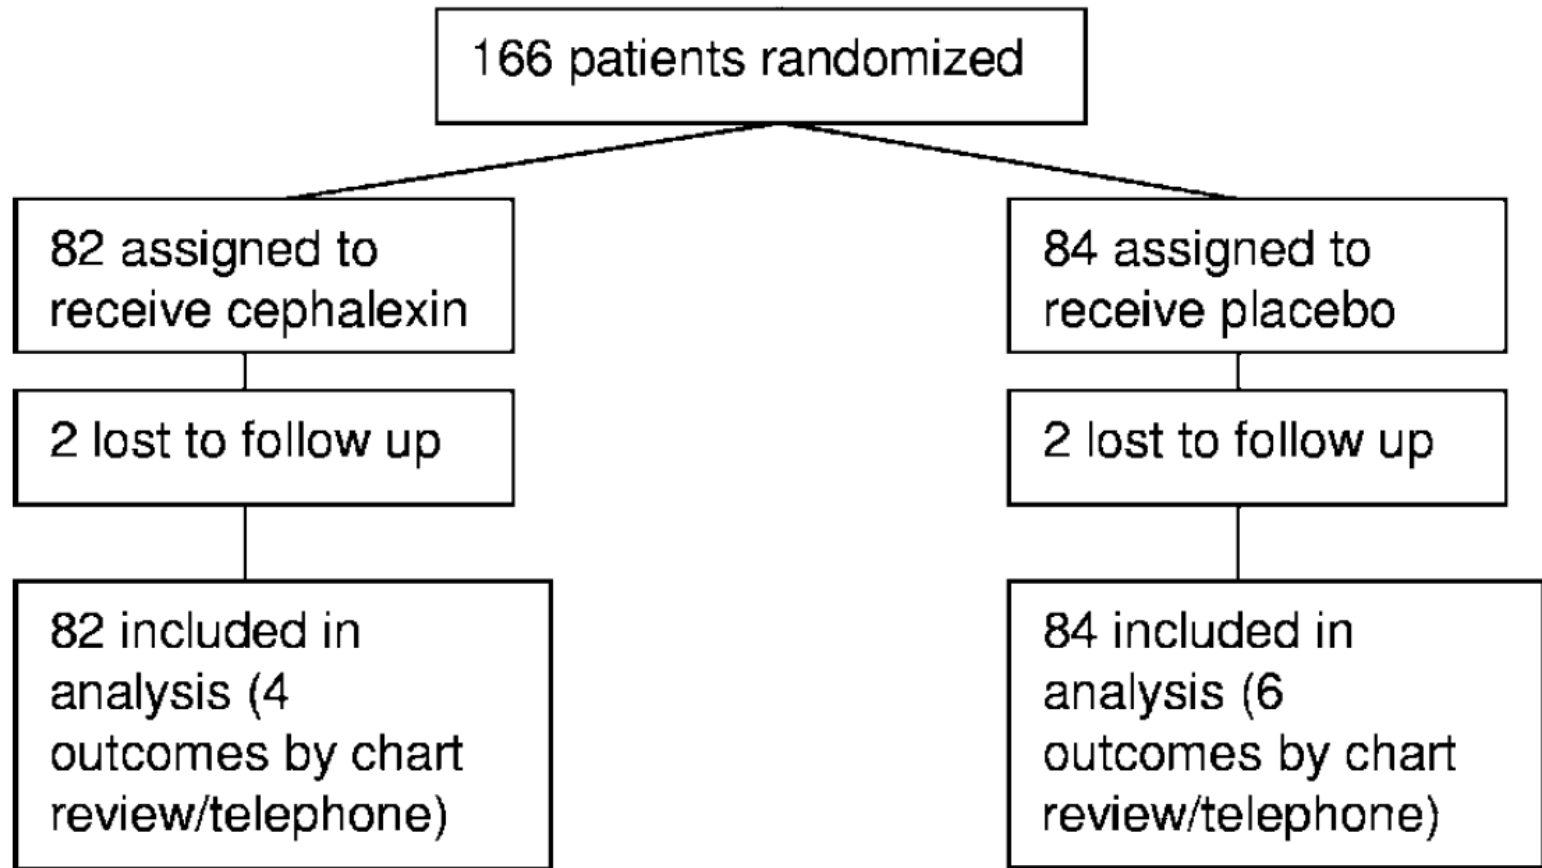 166 patients randomized
82 assigned to
receive cephalexin
84 assigned to
receive placebo
2 lost to follow up
2 lost to follow up
82 included in
analysis (4
outcomes by chart
review/telephone)
84 included in
analysis (6
outcomes by chart
review/telephone)